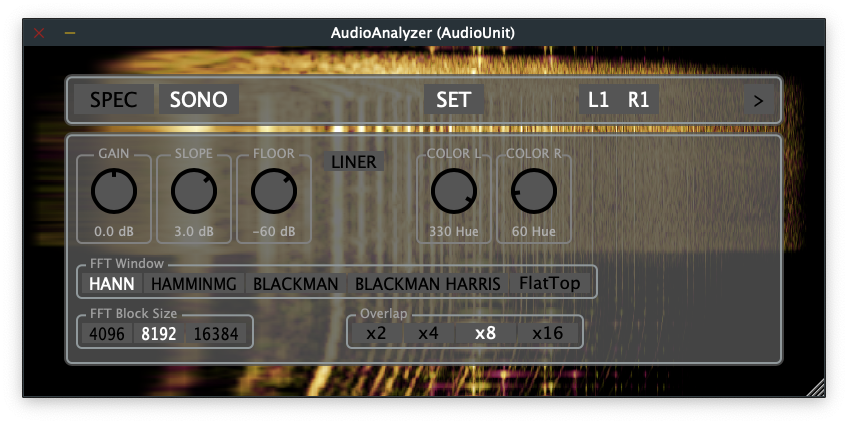 AudioAnalyzer (AudioUnit)
SPEC SONO SET L1 R1 >
GAIN SLOPE FLOOR LINER COLOR L COLOR R
0.0 dB 3.0 dB -60 dB 330 Hue 60 Hue
FFT Window
HANN HAMMINMG BLACKMAN BLACKMAN HARRIS FlatTop
FFT Block Size Overlap
4096 8192 16384 x2 x4 x8 x16